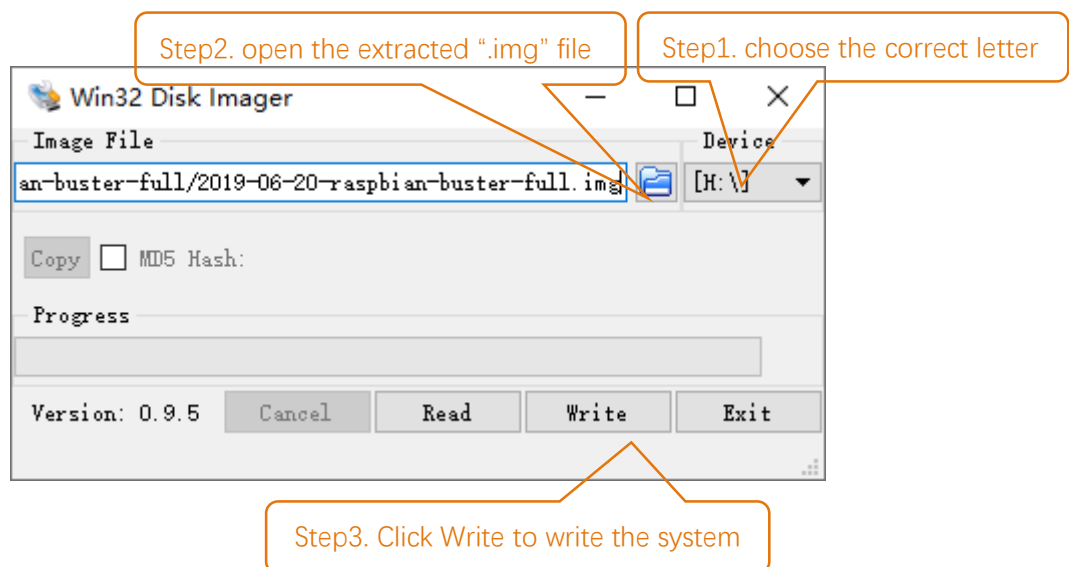 Step2. open the extracted “.img” file
Step1. choose the correct letter
Win32 Disk Imager
Image File
Device
an-buster-full/2019-06-20-raspbian-buster-full.img
[H:\]
Copy
MD5 Hash:
Progress
Version: 0.9.5
Cancel
Read
Write
Exit
Step3. Click Write to write the system